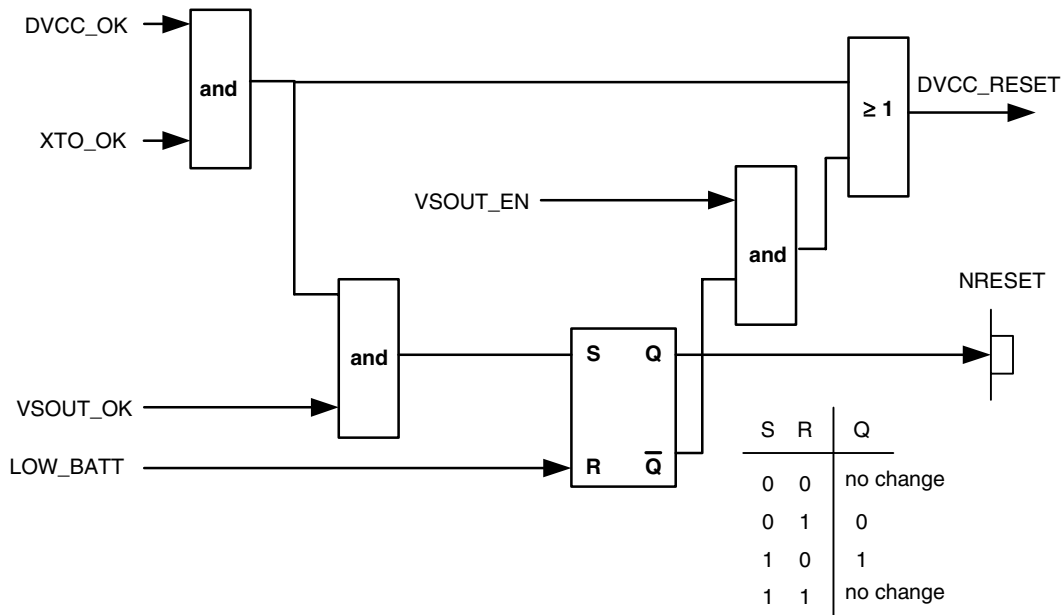 DVCC_OK
and
DVCC_RESET
≥ 1
XTO_OK
VSOUT_EN
and
NRESET
and
S Q
VSOUT_OK
S R Q
LOW_BATT
R Q̅
0 0 no change
0 1 0
1 0 1
1 1 no change